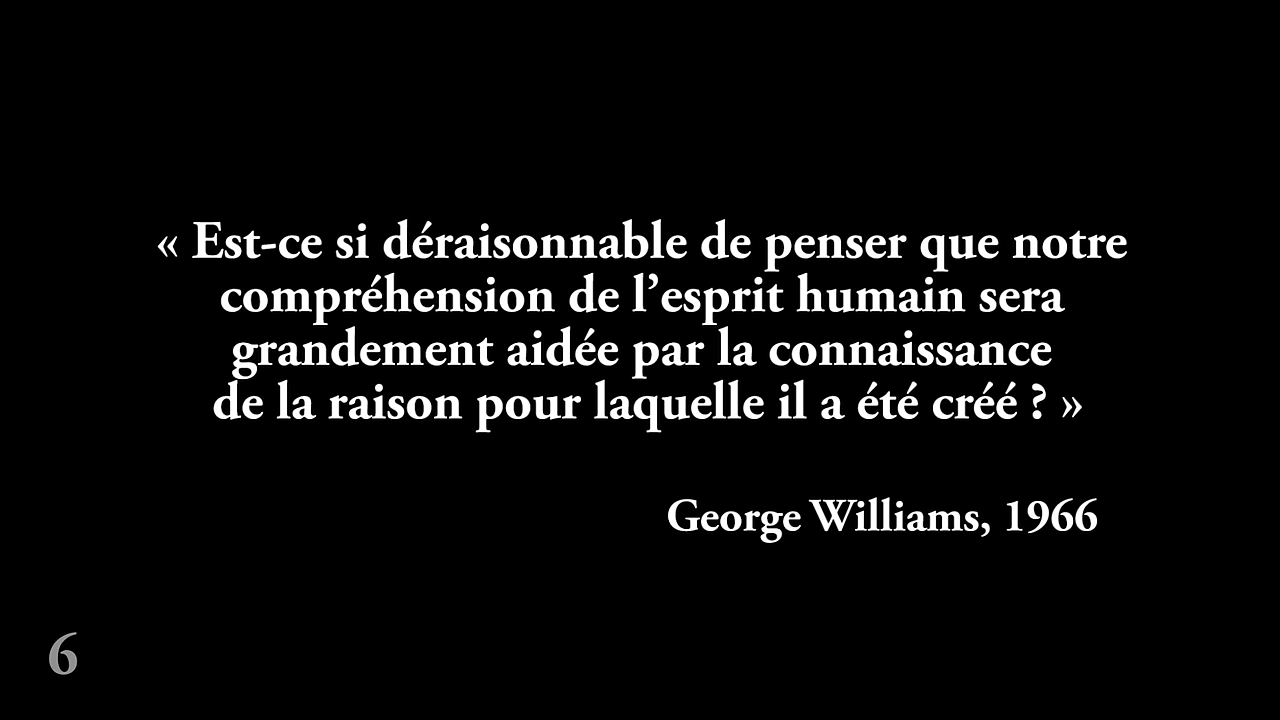 « Est-ce si déraisonnable de penser que notre
compréhension de l’esprit humain sera
grandement aidée par la connaissance
de la raison pour laquelle il a été créé ? »
George Williams, 1966
6